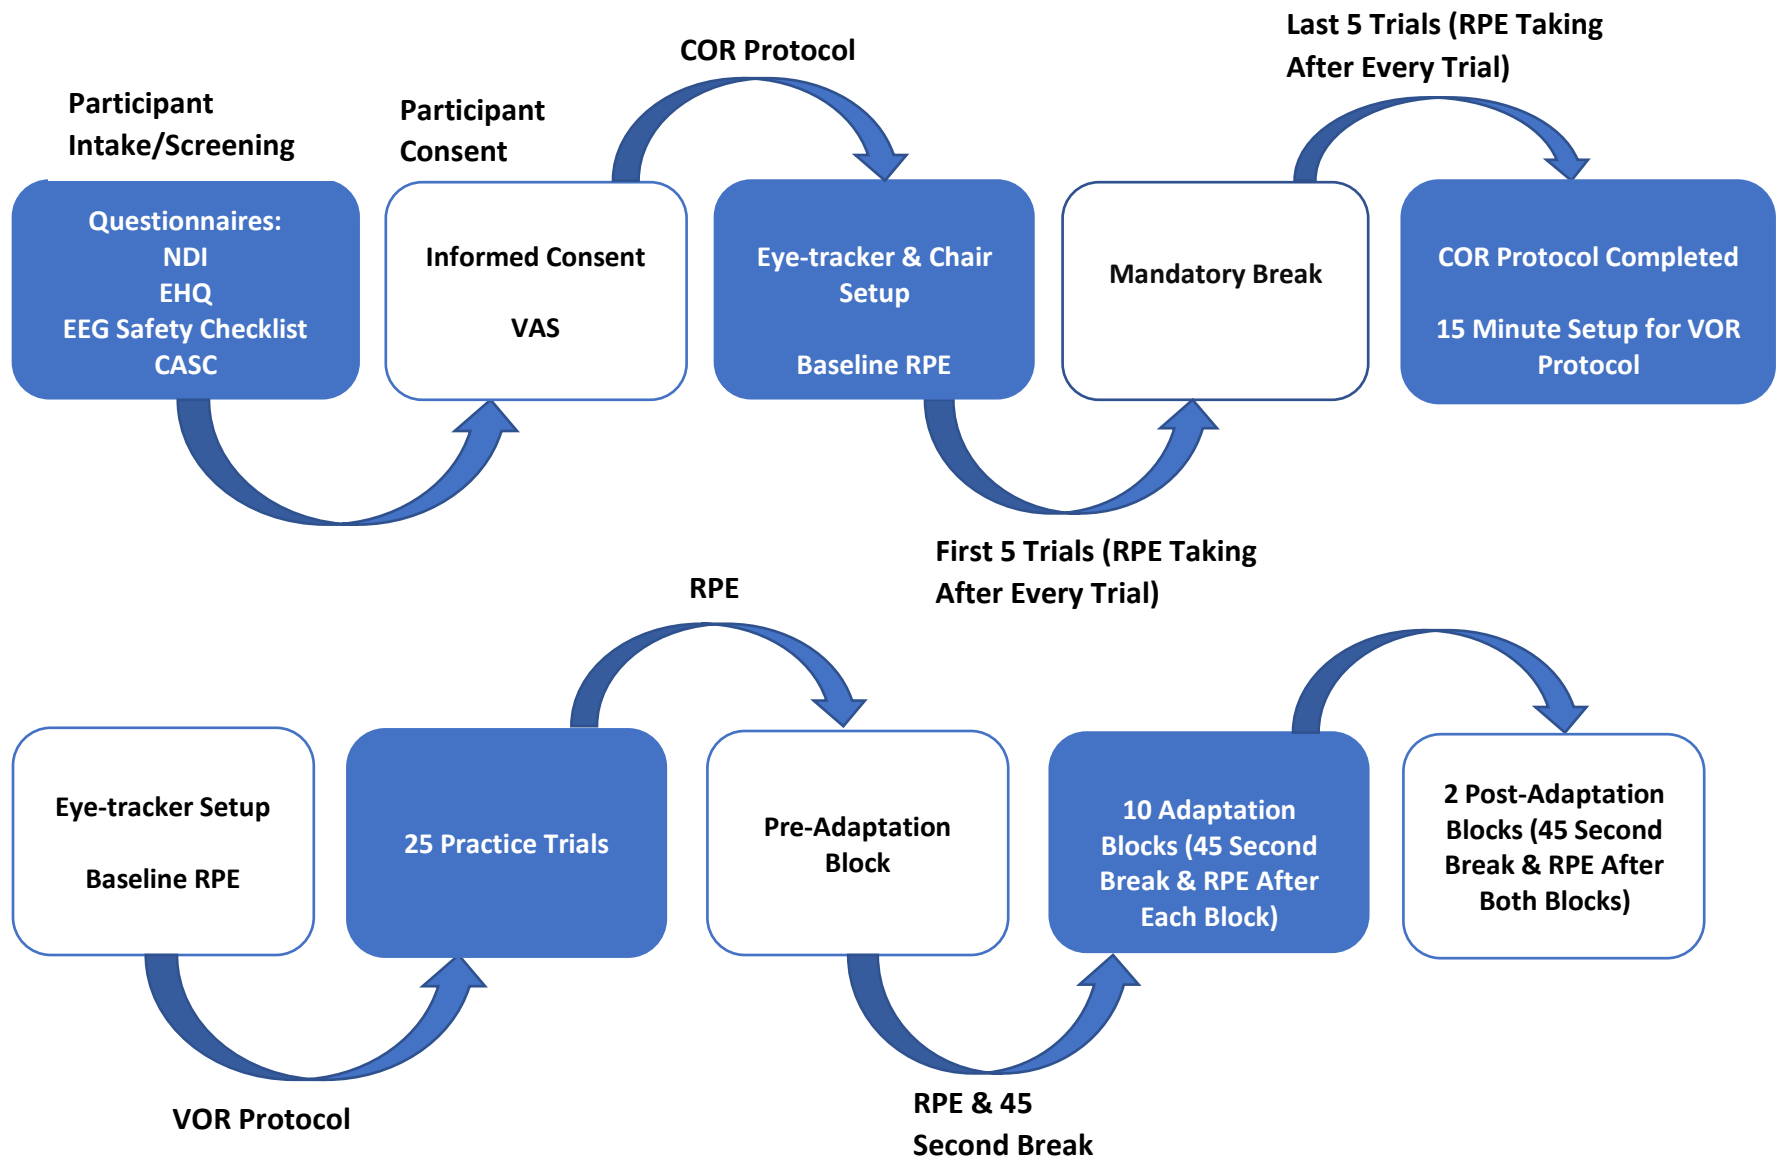 Participant
Intake/Screening
Questionnaires:
NDI
EHQ
EEG Safety Checklist
CASC
Participant
Consent
Informed Consent
VAS
COR Protocol
Eye-tracker & Chair
Setup
Baseline RPE
First 5 Trials (RPE Taking
After Every Trial)
Mandatory Break
Last 5 Trials (RPE Taking
After Every Trial)
COR Protocol Completed
15 Minute Setup for VOR
Protocol
Eye-tracker Setup
Baseline RPE
VOR Protocol
25 Practice Trials
RPE
Pre-Adaptation
Block
RPE & 45
Second Break
10 Adaptation
Blocks (45 Second
Break & RPE After
Each Block)
2 Post-Adaptation
Blocks (45 Second
Break & RPE After
Both Blocks)